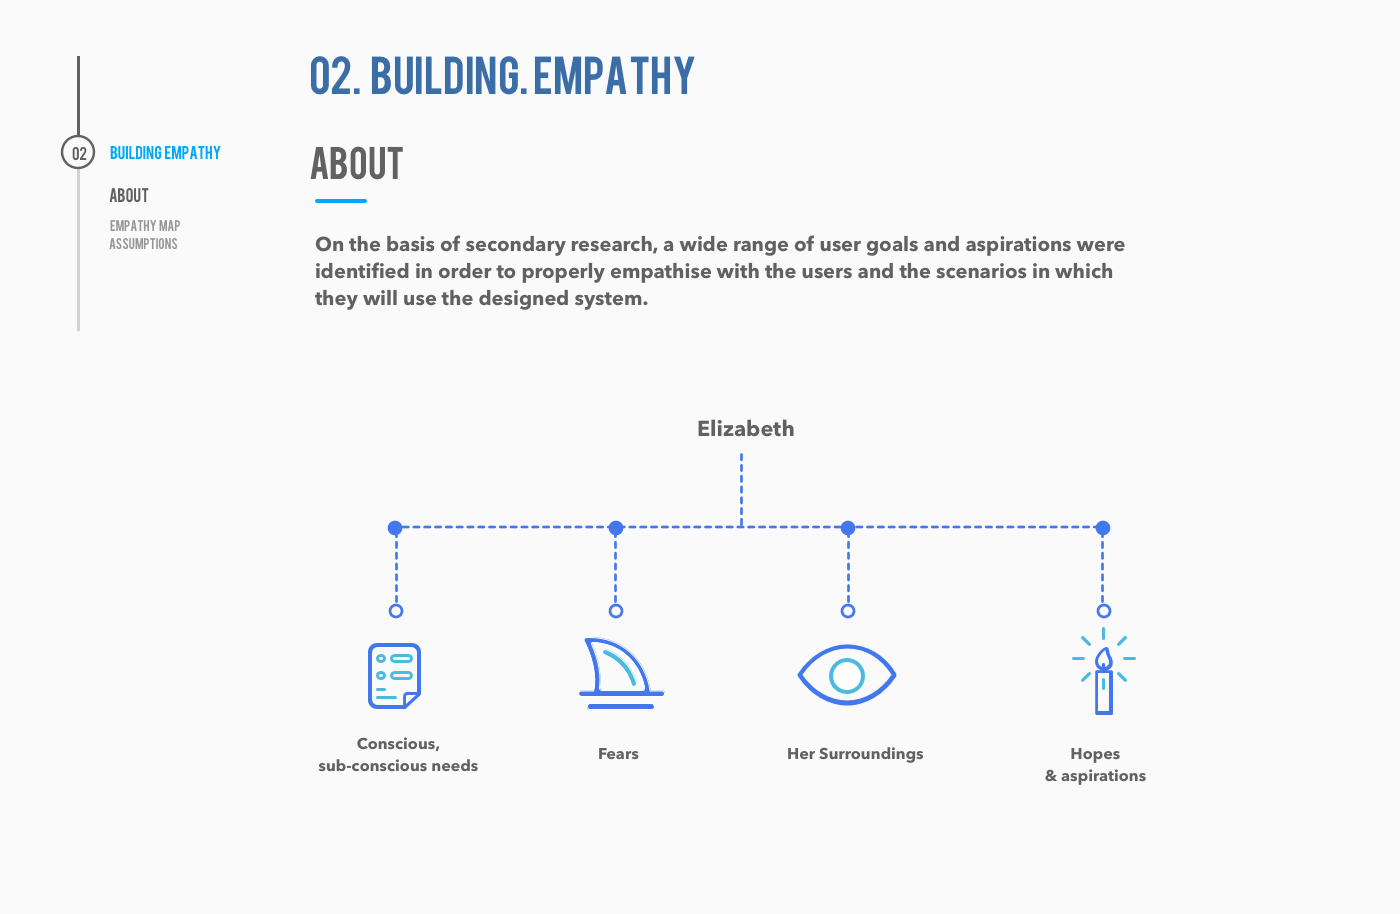 02. BUILDING. EMPATHY
02
BUILDING EMPATHY
ABOUT
EMPATHY MAP
ASSUMPTIONS
ABOUT
On the basis of secondary research, a wide range of user goals and aspirations were
identified in order to properly empathise with the users and the scenarios in which
they will use the designed system.
Elizabeth
Conscious,
sub-conscious needs
Fears
Her Surroundings
Hopes
& aspirations